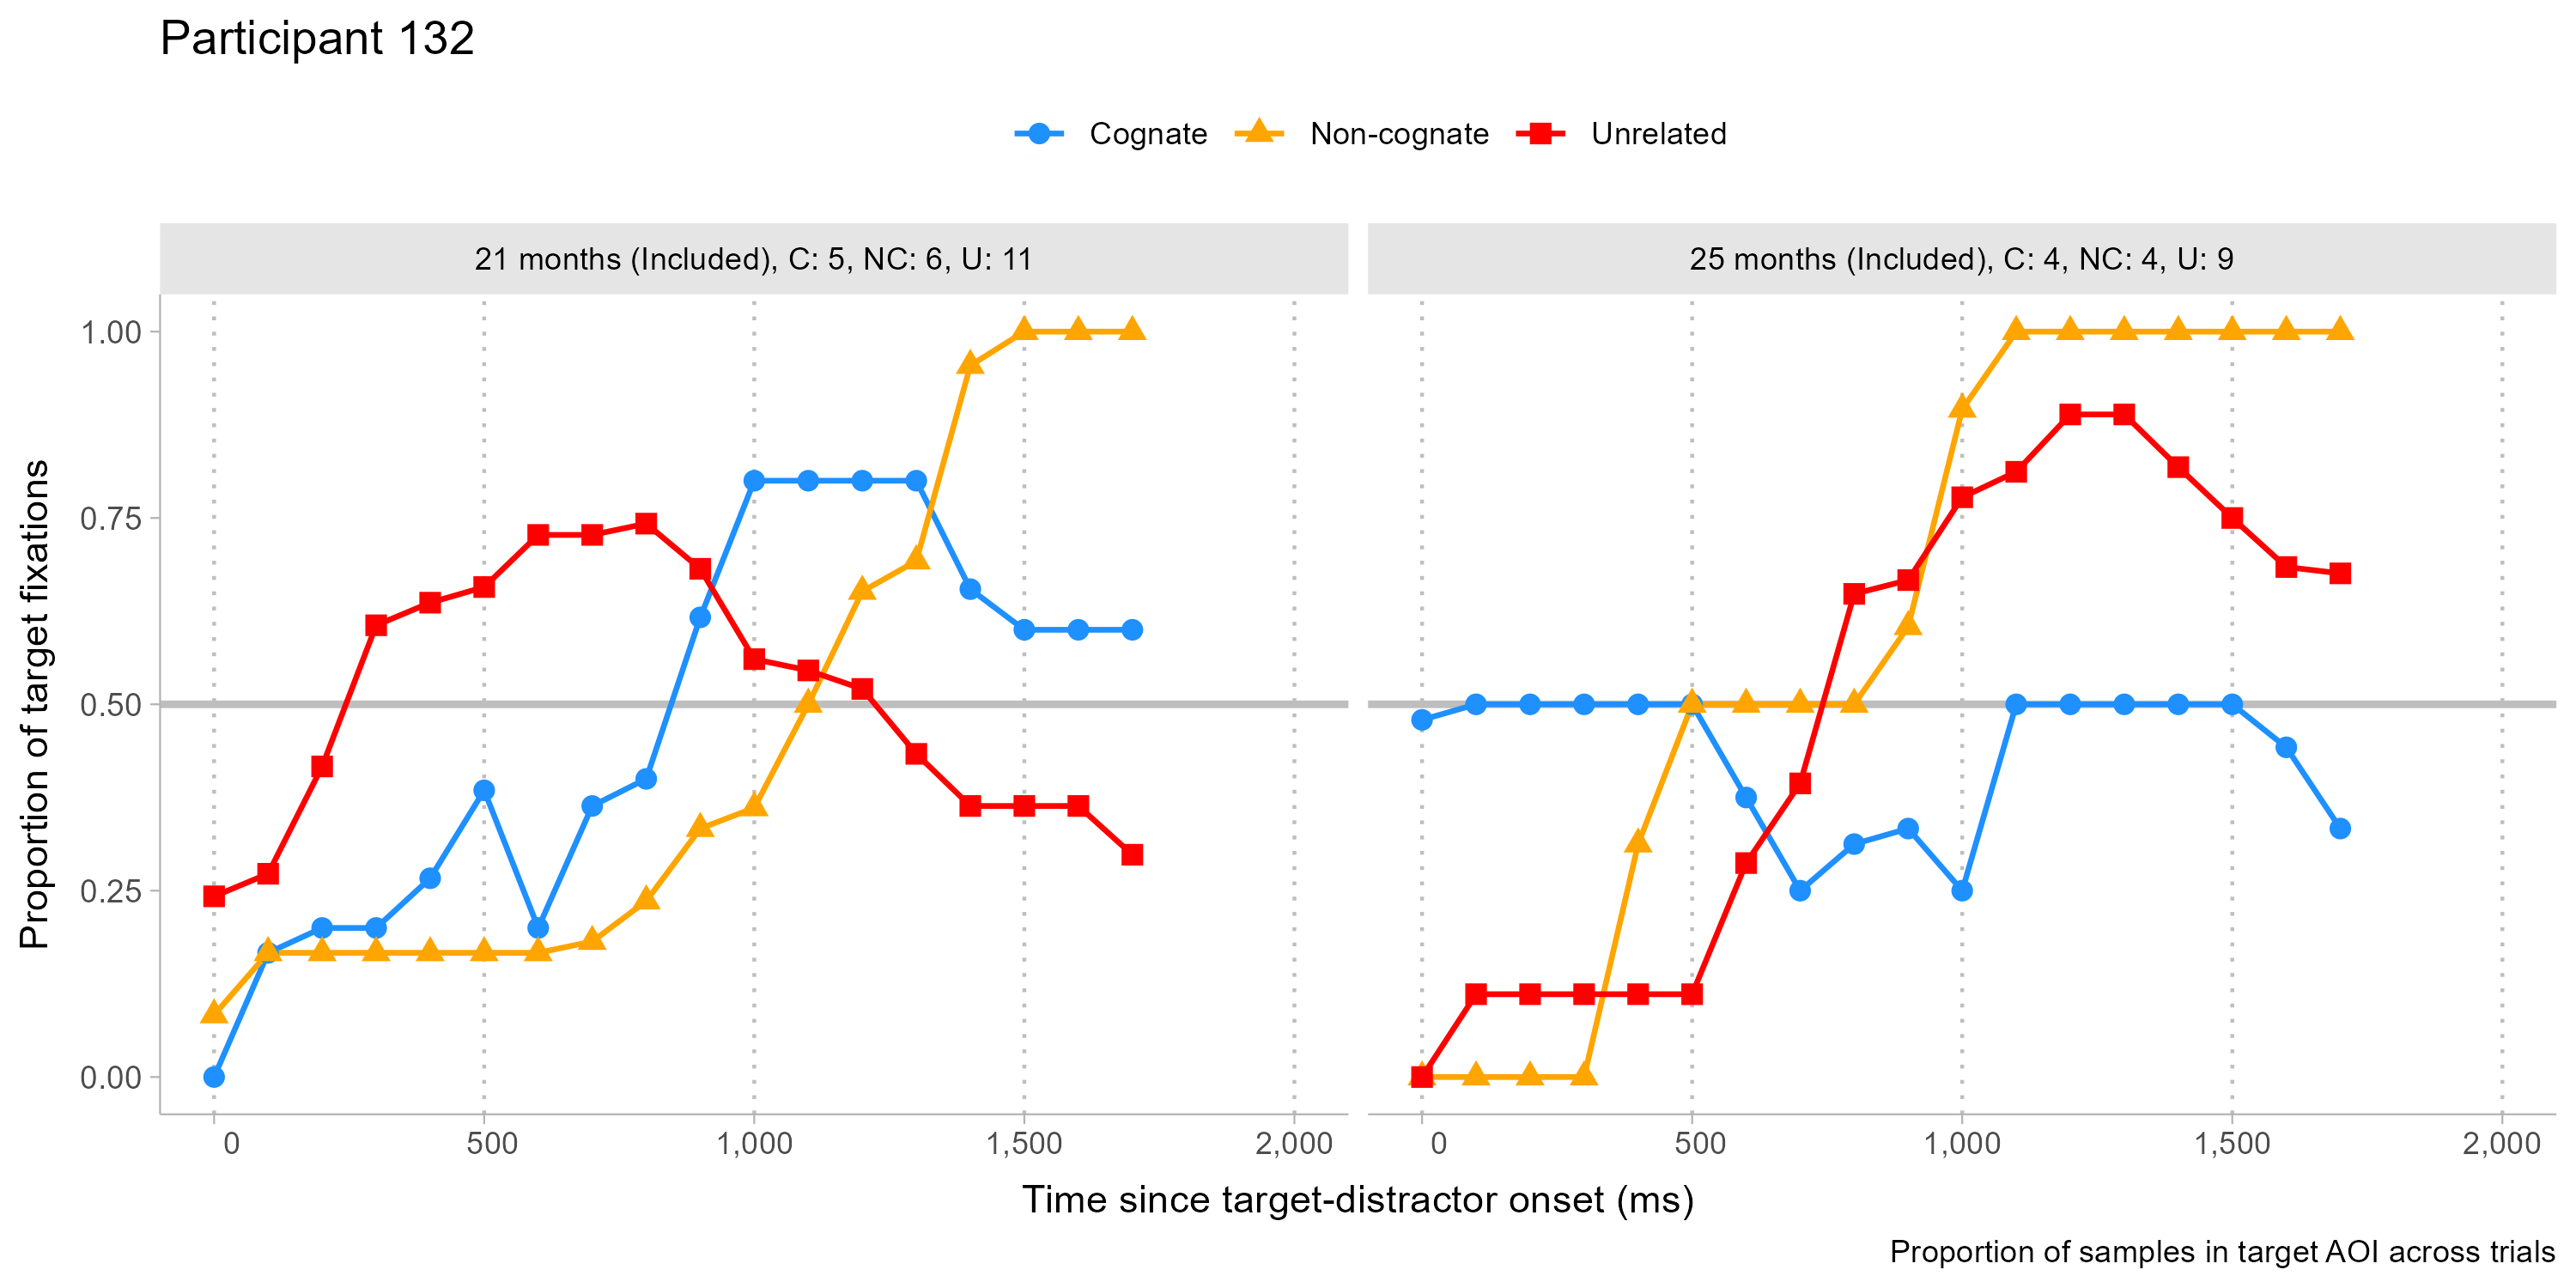 Participant 132
Cognate Non-cognate Unrelated
21 months (Included), C: 5, NC: 6, U: 11
25 months (Included), C: 4, NC: 4, U: 9
Proportion of target fixations
1.00
0.75
0.50
0.25
0.00
0 500 1,000 1,500 2,000
0 500 1,000 1,500 2,000
Time since target-distractor onset (ms)
Proportion of samples in target AOI across trials